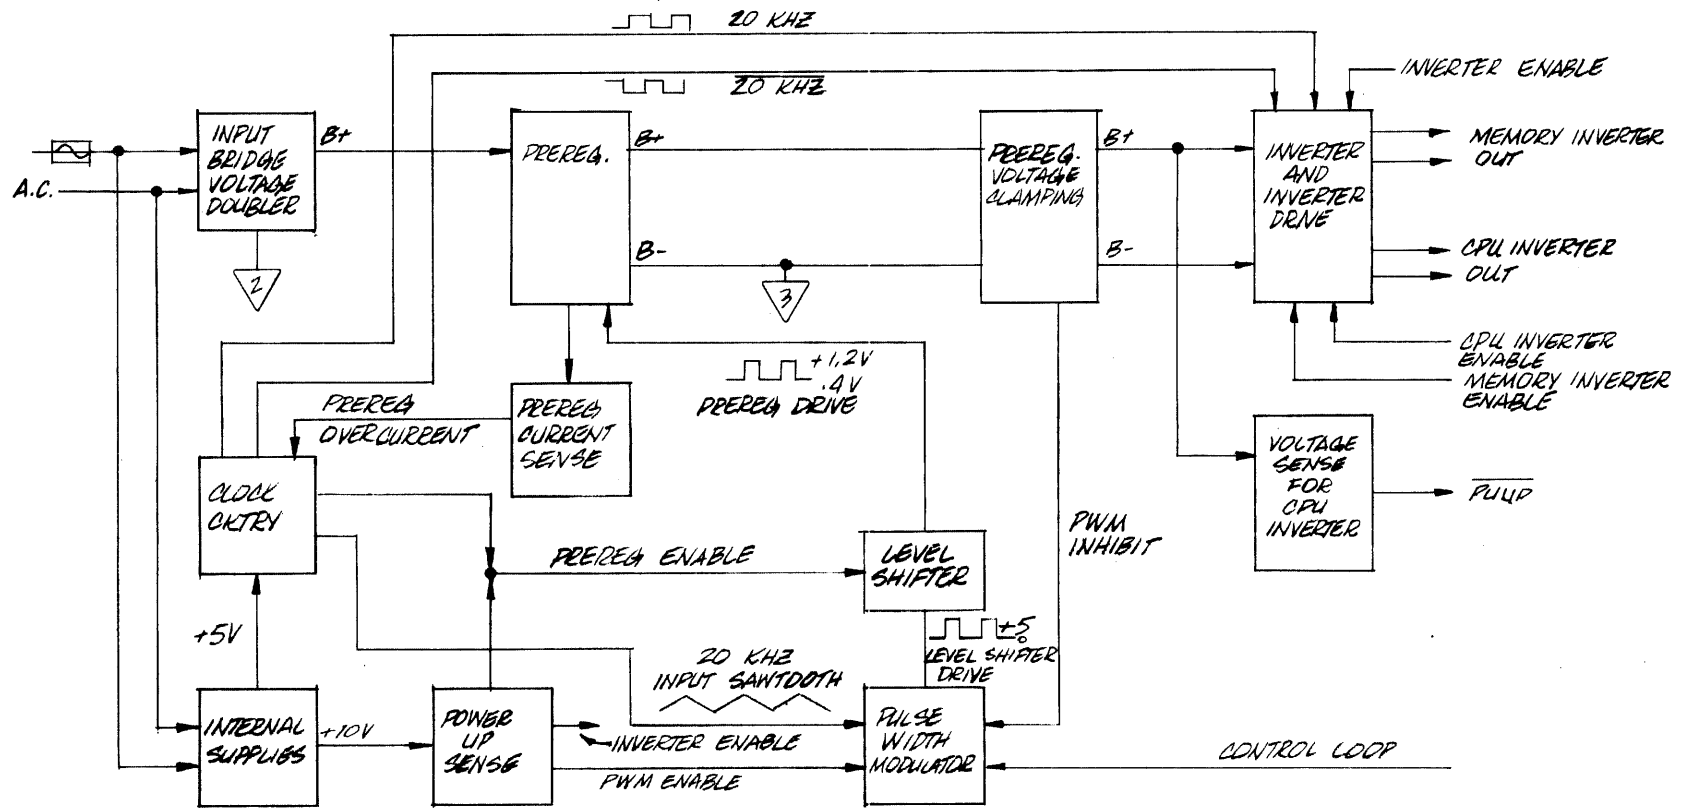 20 KHZ
20 KHZ
INVERTER ENABLE
A.C.
INPUT
BRIDGE
VOLTAGE
DOUBLER
B+
2
PREREG.
B+
B-
3
PREREG.
VOLTAGE
CLAMPING
B+
B-
INVERTER
AND
INVERTER
DRIVE
MEMORY INVERTER
OUT
CPU INVERTER
OUT
CPU INVERTER
ENABLE
MEMORY INVERTER
ENABLE
+1.2V
.4V
PREREG DRIVE
PREREG
OVERCURRENT
PREREG
CURRENT
SENSE
CLOCK
CKTRY
VOLTAGE
SENSE
FOR
CPU
INVERTER
PWM
INHIBIT
PREREG ENABLE
LEVEL
SHIFTER
+5
0
LEVEL SHIFTER
DRIVE
+5V
20 KHZ
INPUT SAWTOOTH
INTERNAL
SUPPLIES
+10V
POWER
UP
SENSE
INVERTER ENABLE
PWM ENABLE
PULSE
WIDTH
MODULATOR
CONTROL LOOP